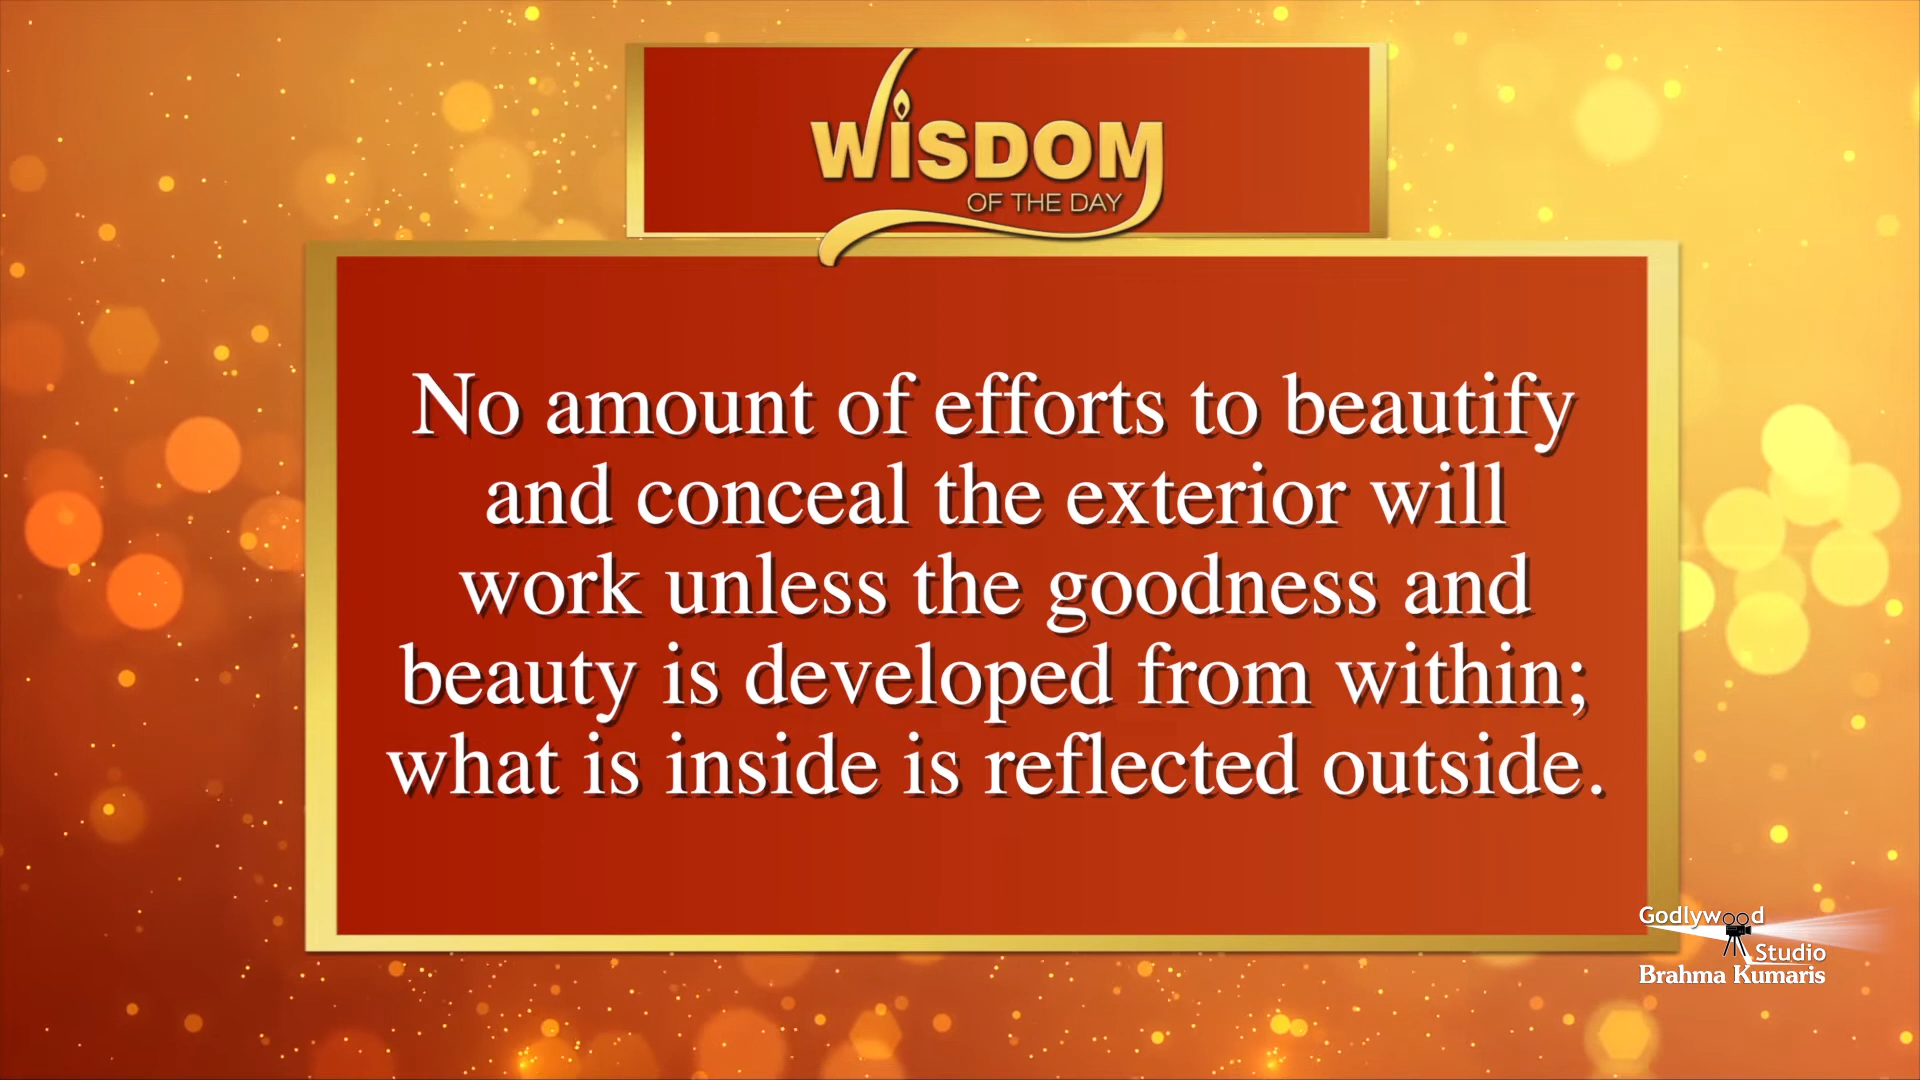 WISDOM
OF THE DAY
No amount of efforts to beautify
and conceal the exterior will
work unless the goodness and
beauty is developed from within;
what is inside is reflected outside.
Godlywood
Studio
Brahma Kumaris